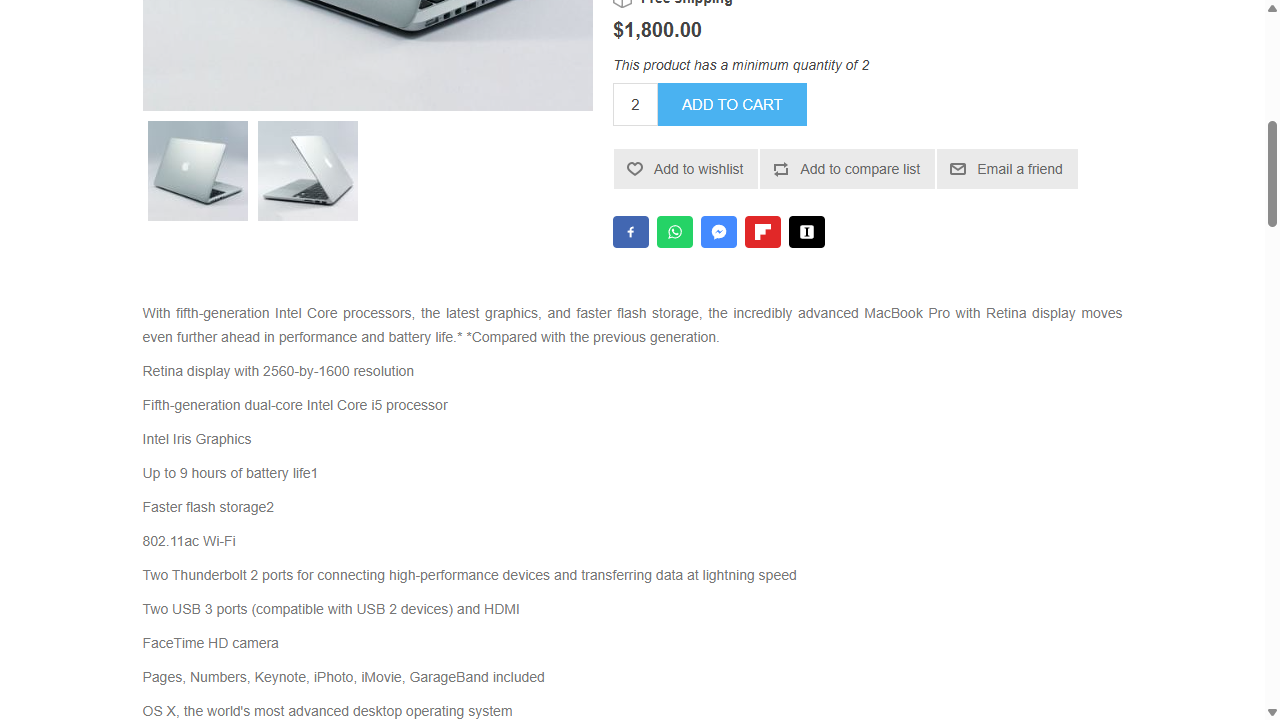 Free shipping
$1,800.00
This product has a minimum quantity of 2
2
ADD TO CART
Add to wishlist
Add to compare list
Email a friend
With fifth-generation Intel Core processors, the latest graphics, and faster flash storage, the incredibly advanced MacBook Pro with Retina display moves
even further ahead in performance and battery life.* *Compared with the previous generation.
Retina display with 2560-by-1600 resolution
Fifth-generation dual-core Intel Core i5 processor
Intel Iris Graphics
Up to 9 hours of battery life1
Faster flash storage2
802.11ac Wi-Fi
Two Thunderbolt 2 ports for connecting high-performance devices and transferring data at lightning speed
Two USB 3 ports (compatible with USB 2 devices) and HDMI
FaceTime HD camera
Pages, Numbers, Keynote, iPhoto, iMovie, GarageBand included
OS X, the world's most advanced desktop operating system